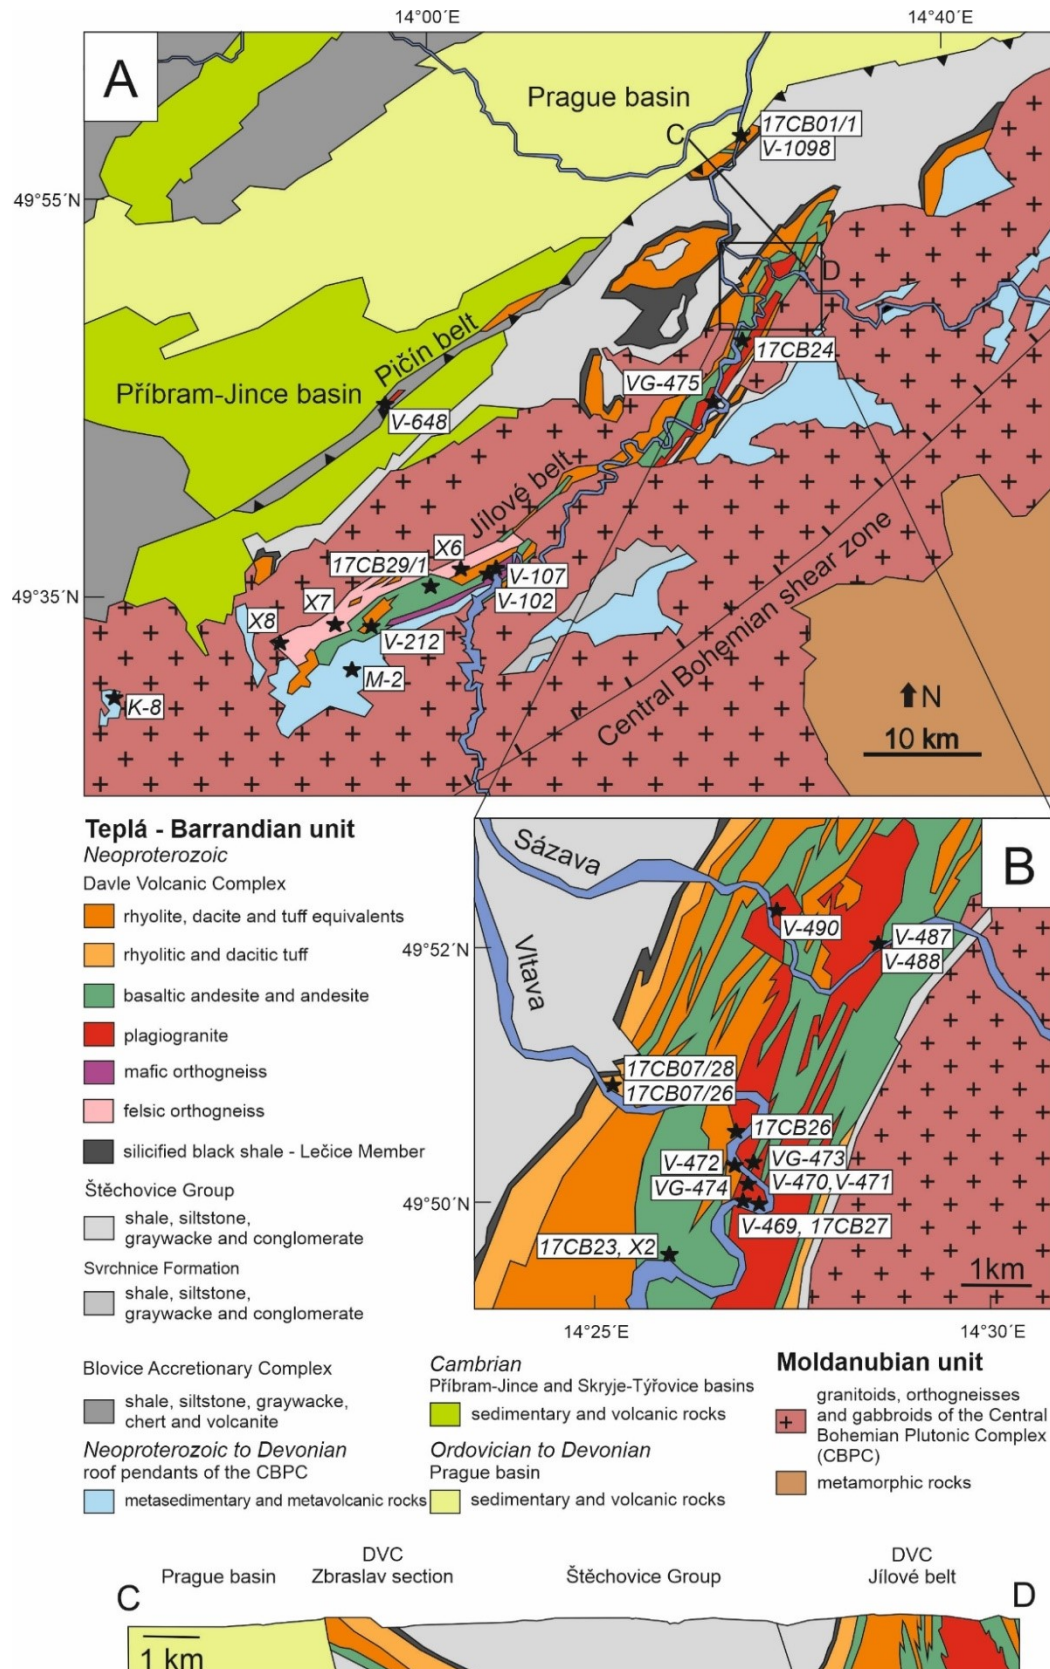 14°00´E
14°40´E
A
Prague basin
C
17CB01/1
V-1098
49°55´N
D
Pičín belt
17CB24
VG-475
Příbram-Jince basin
V-648
Jílové belt
X6
17CB29/1
V-107
49°35´N
V-102
X7
X8
V-212
M-2
K-8
Central Bohemian shear zone
N
10 km
Teplá - Barrandian unit
Neoproterozoic
Davle Volcanic Complex
rhyolite, dacite and tuff equivalents
rhyolitic and dacitic tuff
basaltic andesite and andesite
plagiogranite
mafic orthogneiss
felsic orthogneiss
silicified black shale - Lečice Member
Štěchovice Group
shale, siltstone,
graywacke and conglomerate
Svrchnice Formation
shale, siltstone,
graywacke and conglomerate
Blovice Accretionary Complex
shale, siltstone, graywacke,
chert and volcanite
Neoproterozoic to Devonian
roof pendants of the CBPC
metasedimentary and metavolcanic rocks
B
Sázava
Vltava
49°52´N
V-490
V-487
V-488
17CB07/28
17CB07/26
17CB26
V-472
VG-473
VG-474
V-470, V-471
49°50´N
V-469, 17CB27
17CB23, X2
1km
14°25´E
14°30´E
Cambrian
Příbram-Jince and Skryje-Týřovice basins
sedimentary and volcanic rocks
Ordovician to Devonian
Prague basin
sedimentary and volcanic rocks
Moldanubian unit
granitoids, orthogneisses
and gabbroids of the Central
Bohemian Plutonic Complex
(CBPC)
metamorphic rocks
C
Prague basin
DVC
Zbraslav section
Štěchovice Group
DVC
Jílové belt
D
1 km